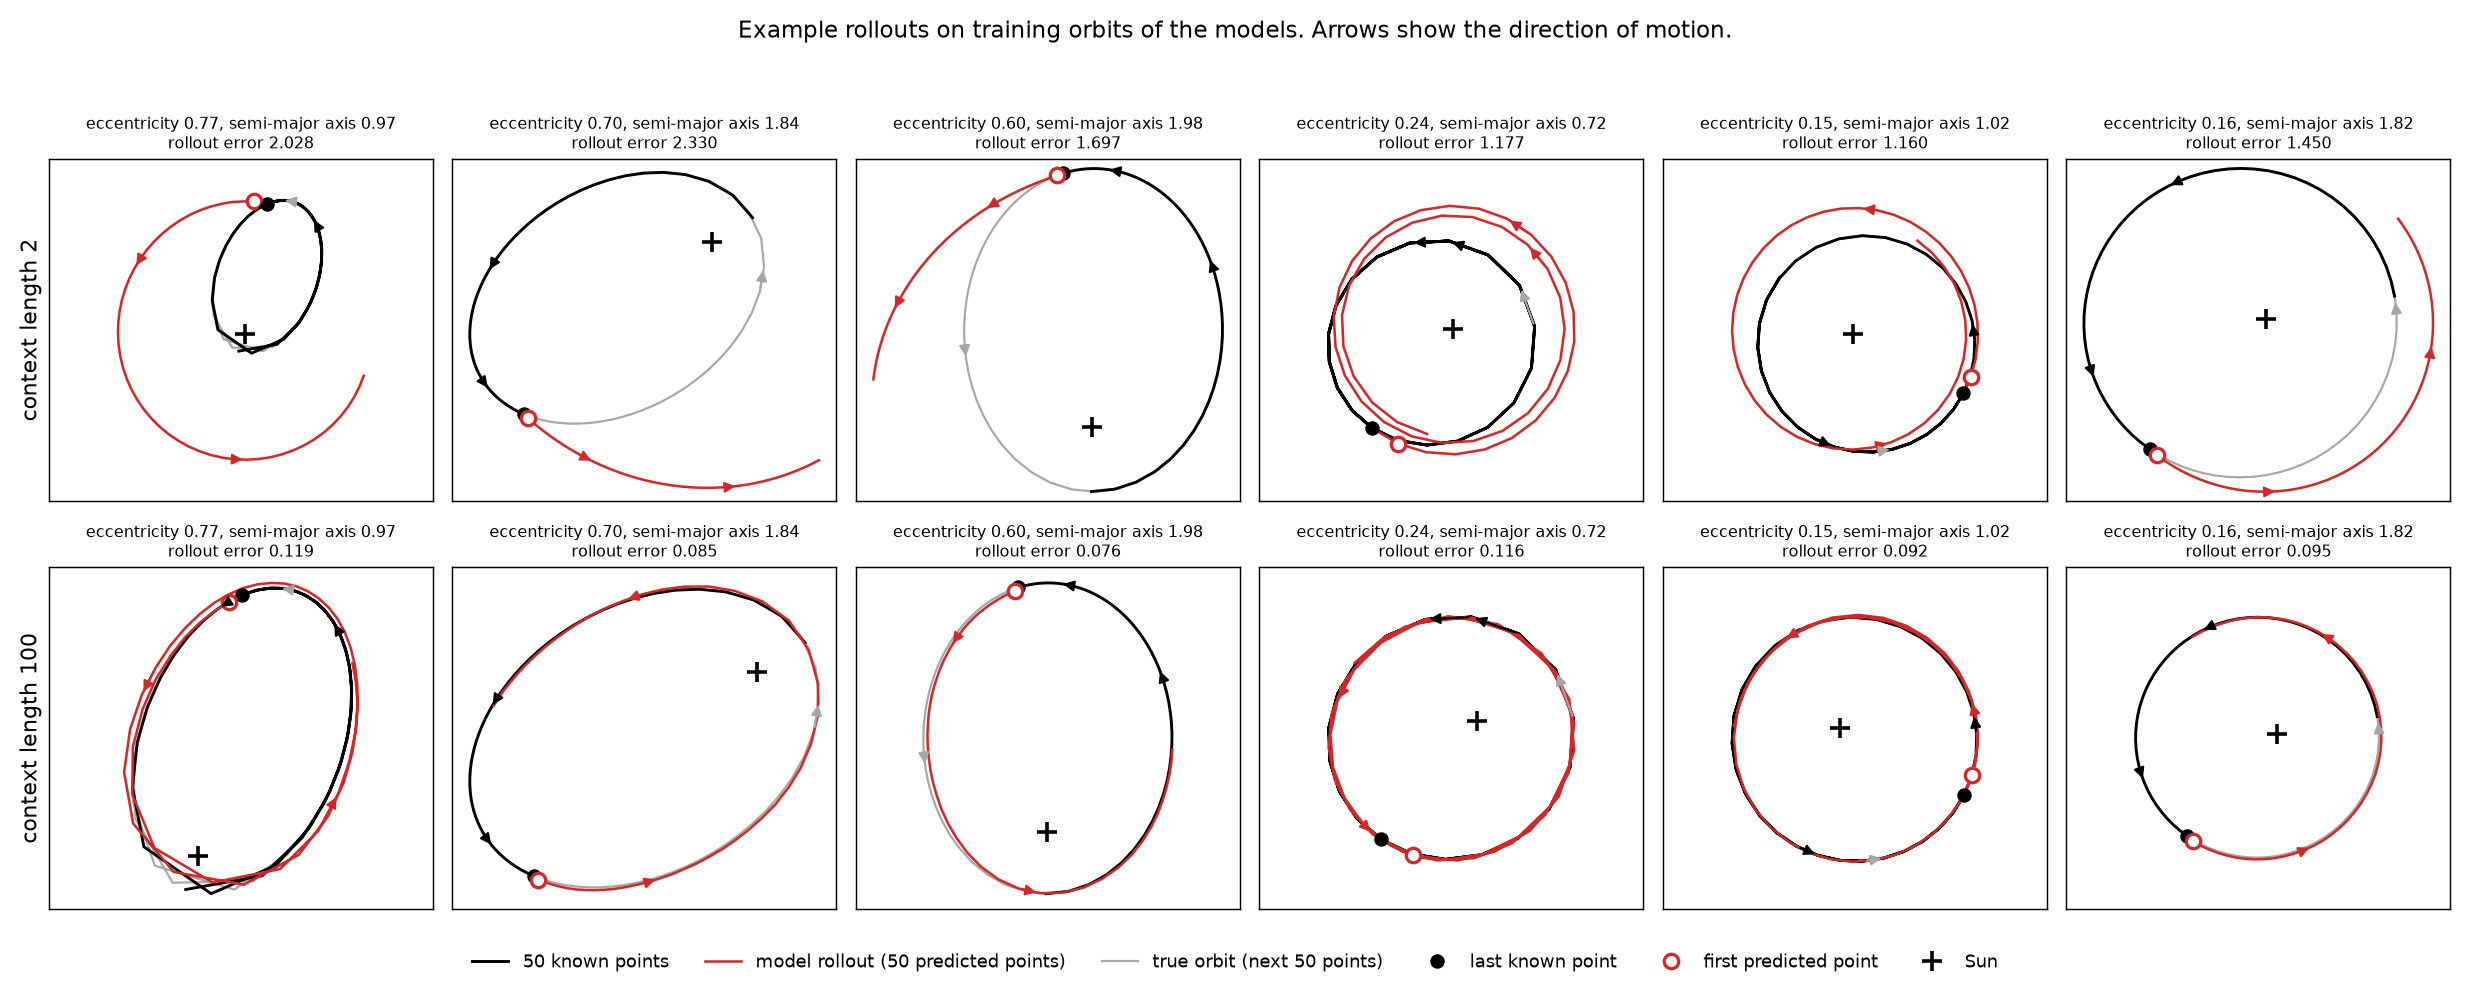 Example rollouts on training orbits of the models. Arrows show the direction of motion.
context length 2
eccentricity 0.77, semi-major axis 0.97
rollout error 2.028
eccentricity 0.70, semi-major axis 1.84
rollout error 2.330
eccentricity 0.60, semi-major axis 1.98
rollout error 1.697
eccentricity 0.24, semi-major axis 0.72
rollout error 1.177
eccentricity 0.15, semi-major axis 1.02
rollout error 1.160
eccentricity 0.16, semi-major axis 1.82
rollout error 1.450
context length 100
eccentricity 0.77, semi-major axis 0.97
rollout error 0.119
eccentricity 0.70, semi-major axis 1.84
rollout error 0.085
eccentricity 0.60, semi-major axis 1.98
rollout error 0.076
eccentricity 0.24, semi-major axis 0.72
rollout error 0.116
eccentricity 0.15, semi-major axis 1.02
rollout error 0.092
eccentricity 0.16, semi-major axis 1.82
rollout error 0.095
50 known points
model rollout (50 predicted points)
true orbit (next 50 points)
last known point
first predicted point
Sun